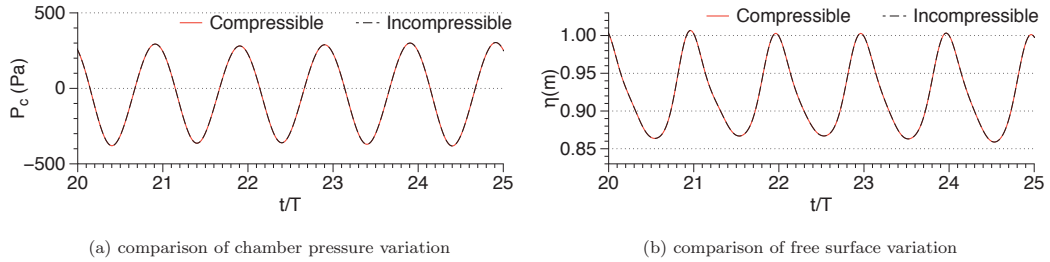 Compressible Incompressible
500
0
−500
P_c (Pa)
20 21 22 23 24 25
t/T
(a) comparison of chamber pressure variation
Compressible Incompressible
1.00
0.95
0.90
0.85
η(m)
20 21 22 23 24 25
t/T
(b) comparison of free surface variation